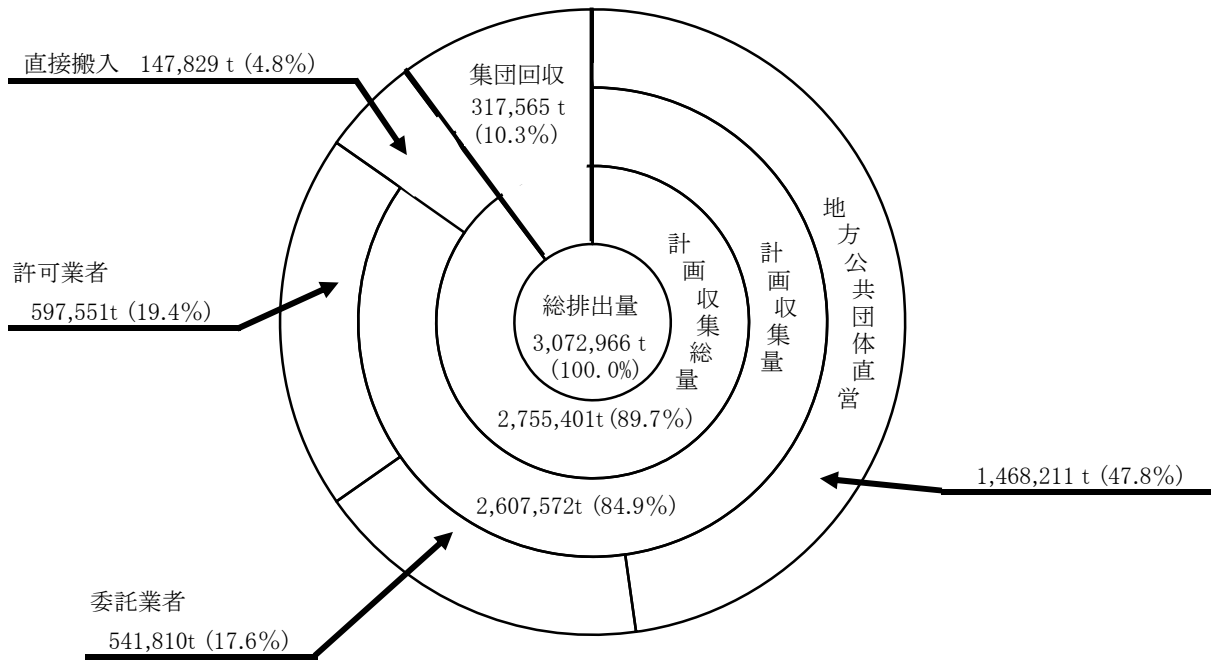 直接搬入 147,829 t (4.8%)
集団回収
317,565 t
(10.3%)
地方公共団体直営
計画収集量
計画収集総量
許可業者
597,551t (19.4%)
総排出量
3,072,966 t
(100.0%)
2,755,401t (89.7%)
1,468,211 t (47.8%)
2,607,572t (84.9%)
委託業者
541,810t (17.6%)